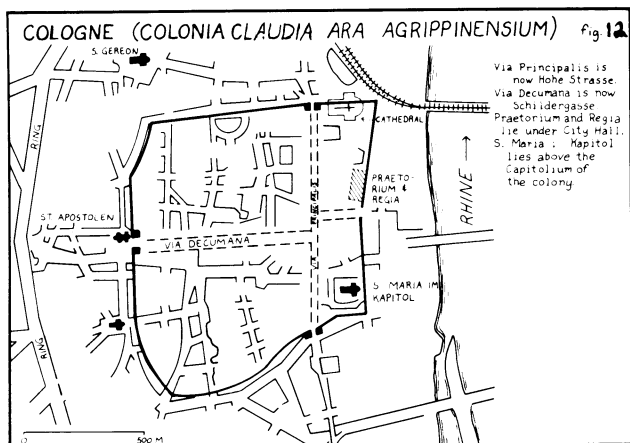 COLOGNE (COLONIA CLAUDIA ARA AGRIPPINENSIUM) fig. 12
S. GEREON
Via Principalis is
now Hohe Strasse.
Via Decumana is now
Schildergasse
Praetorium and Regia
lie under City Hall.
S. Maria i Kapitol
lies above the
Capitolium of
the colony.
RING
CATHEDRAL
PRAETO-
RIUM &
REGIA
RHINE →
ST APOSTOLEN
VIA DECUMANA
S MARIA IM
KAPITOL
RING
0 500 M